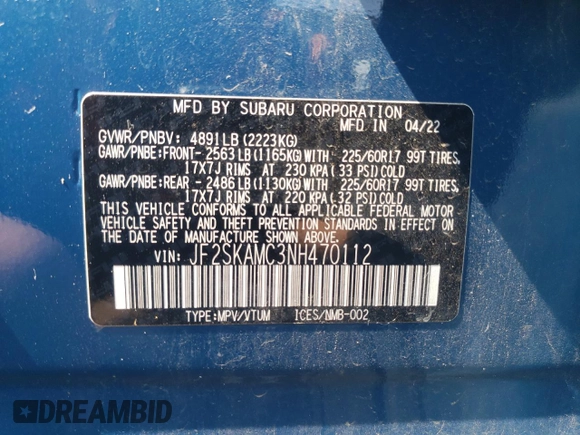 MFD BY SUBARU CORPORATION
MFD IN 04/22
GVWR/PNBV: 4891LB(2223KG)
GAWR/PNBE:FRONT- 2563LB(1165KG)WITH 225/60R17 99T TIRES,
17X7J RIMS AT 230 KPA( 33 PSI)COLD
GAWR/PNBE:REAR - 2486LB(1130KG)WITH 225/60R17 99T TIRES,
17X7J RIMS AT 220 KPA( 32 PSI)COLD
THIS VEHICLE CONFORMS TO ALL APPLICABLE FEDERAL MOTOR
VEHICLE SAFETY AND THEFT PREVENTION STANDARDS IN EFFECT ON
THE DATE OF MANUFACTURE SHOWN ABOVE.
VIN: JF2SKAMC3NH470112
TYPE:MPV/VTUM ICES/NMB-002
DREAMBID